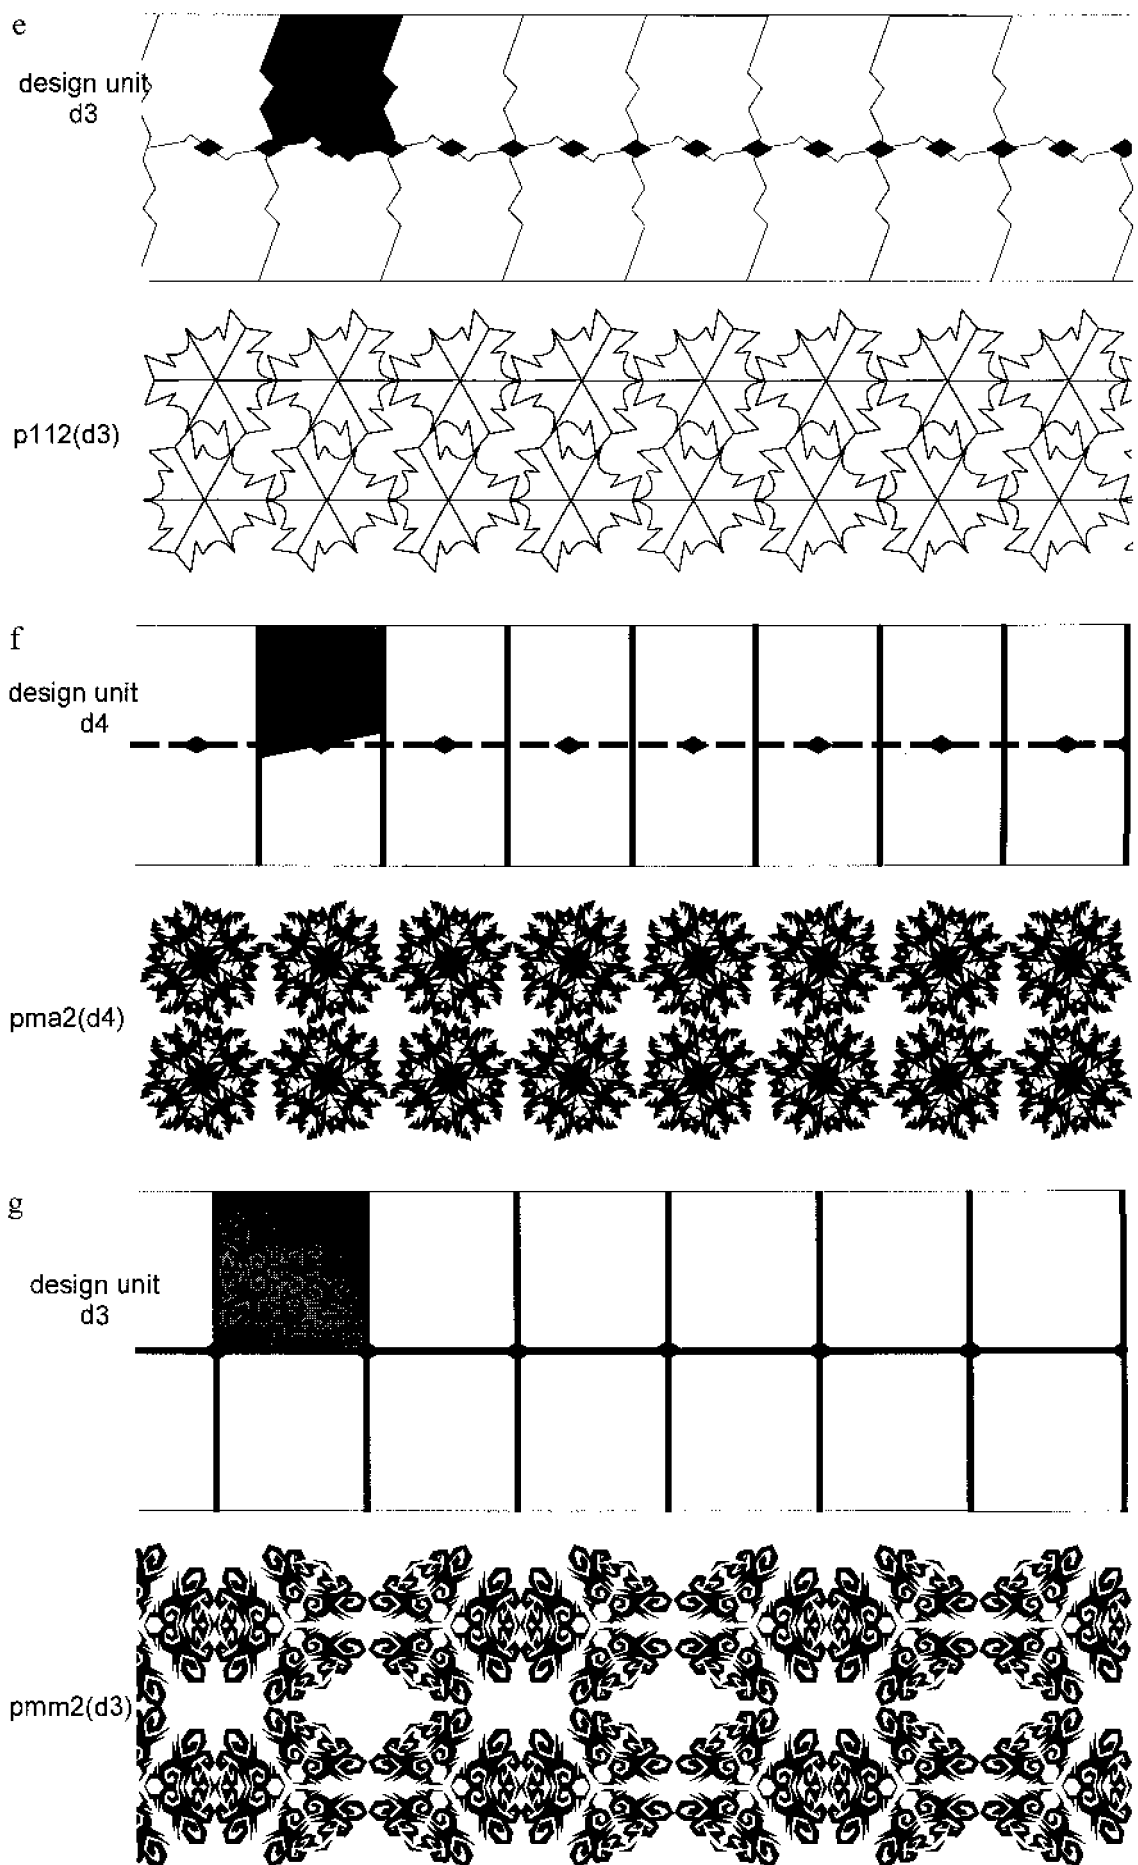 e
design unit
d3
p112(d3)
f
design unit
d4
pma2(d4)
g
design unit
d3
pmm2(d3)